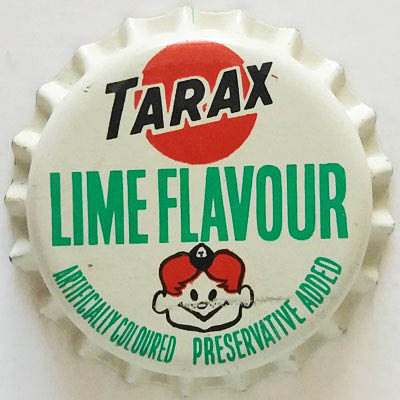 TARAX
LIME FLAVOUR
ARTIFICIALLY COLOURED PRESERVATIVE ADDED